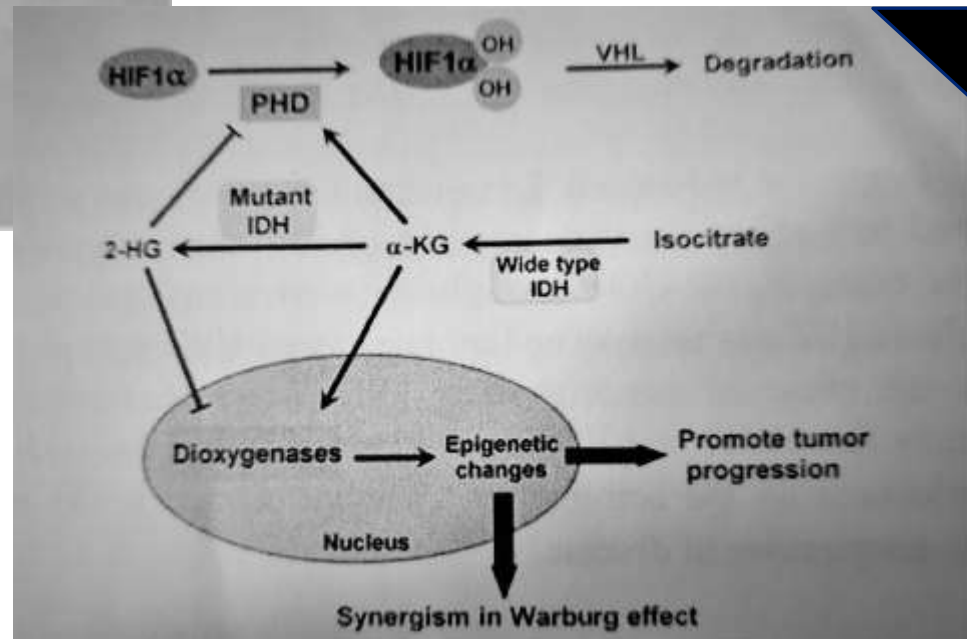 HIF1α
PHD
HIF1α
OH
OH
VHL
Degradation
Mutant
IDH
2-HG
α-KG
Isocitrate
Wide type
IDH
Dioxygenases
Epigenetic
changes
Nucleus
Promote tumor
progression
Synergism in Warburg effect